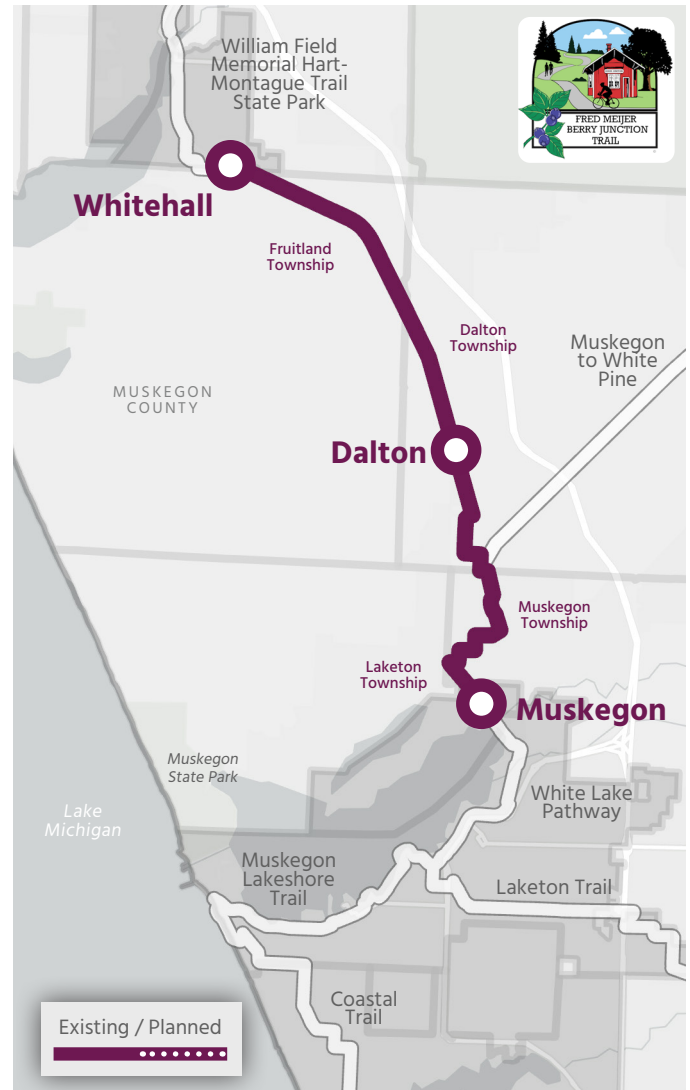 William Field
Memorial Hart-
Montague Trail
State Park
FRED MEIJER
BERRY JUNCTION
TRAIL
Whitehall
Fruitland
Township
Dalton
Township
Muskegon
to White
Pine
MUSKEGON
COUNTY
Dalton
Muskegon
Township
Laketon
Township
Muskegon
Muskegon
State Park
White Lake
Pathway
Lake
Michigan
Muskegon
Lakeshore
Trail
Laketon Trail
Coastal
Trail
Existing / Planned